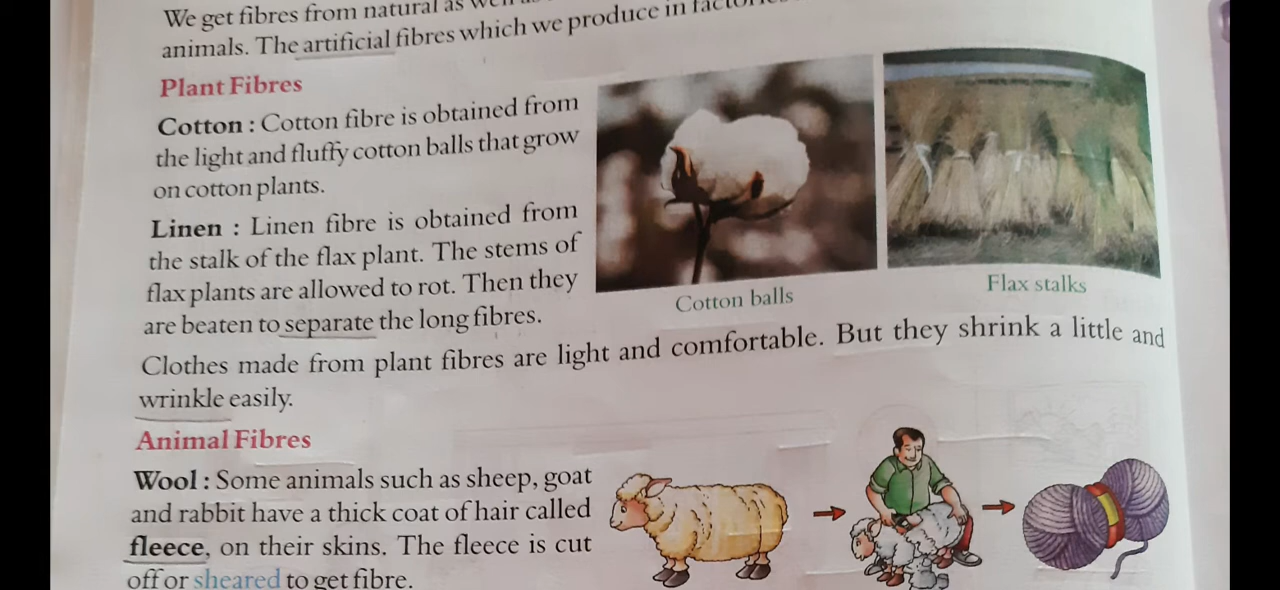 We get fibres from natural as well as
animals. The artificial fibres which we produce in factories
Plant Fibres
Cotton : Cotton fibre is obtained from
the light and fluffy cotton balls that grow
on cotton plants.
Linen : Linen fibre is obtained from
the stalk of the flax plant. The stems of
flax plants are allowed to rot. Then they
are beaten to separate the long fibres.
Cotton balls
Flax stalks
Clothes made from plant fibres are light and comfortable. But they shrink a little and
wrinkle easily.
Animal Fibres
Wool : Some animals such as sheep, goat
and rabbit have a thick coat of hair called
fleece, on their skins. The fleece is cut
off or sheared to get fibre.